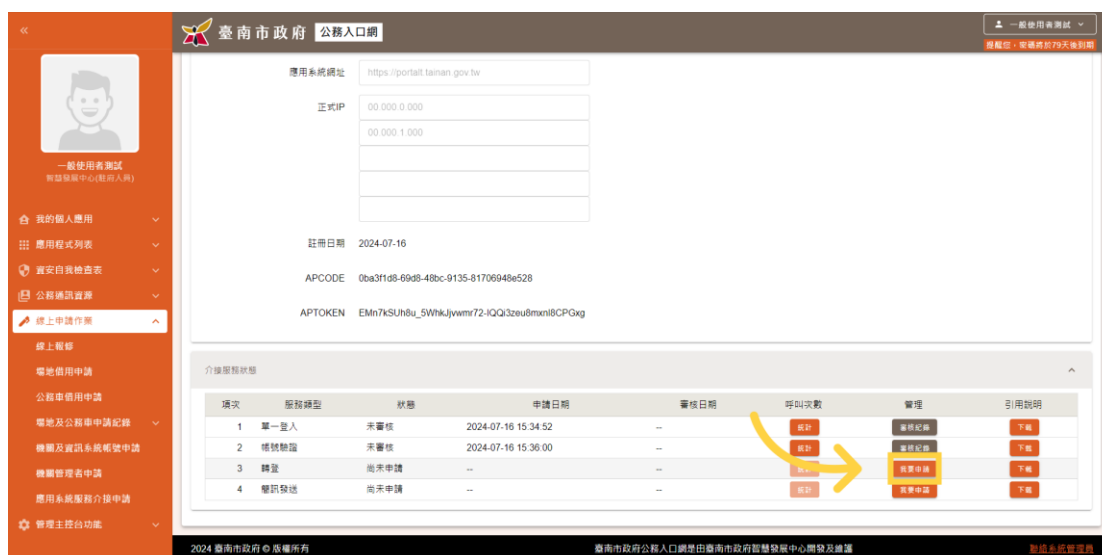 «
臺南市政府 公務入口網
一般使用者測試
提醒您，密碼將於79天後到期
一般使用者測試
智慧發展中心(駐府人員)
我的個人應用
應用程式列表
資安自我檢查表
公務通訊資源
線上申請作業
線上報修
場地借用申請
公務車借用申請
場地及公務車申請紀錄
機關及資訊系統帳號申請
機關管理者申請
應用系統服務介接申請
管理主控台功能
應用系統網址 https://portalt.tainan.gov.tw
正式IP 00.000.0.000
00.000.1.000
註冊日期 2024-07-16
APCODE 0ba3f1d8-69d8-48bc-9135-81706948e528
APTOKEN EMn7kSUh8u_5WhkJjvwmr72-IQQi3zeu8mxnl8CPGxg
介接服務狀態
項次 服務類型 狀態 申請日期 審核日期 呼叫次數 管理 引用說明
1 單一登入 未審核 2024-07-16 15:34:52 -- 統計 審核紀錄 下載
2 帳號驗證 未審核 2024-07-16 15:36:00 -- 統計 審核紀錄 下載
3 轉登 尚未申請 -- -- 統計 我要申請 下載
4 簡訊發送 尚未申請 -- -- 統計 我要申請 下載
2024 臺南市政府 © 版權所有 臺南市政府公務入口網是由臺南市政府智慧發展中心開發及維護 聯絡系統管理員